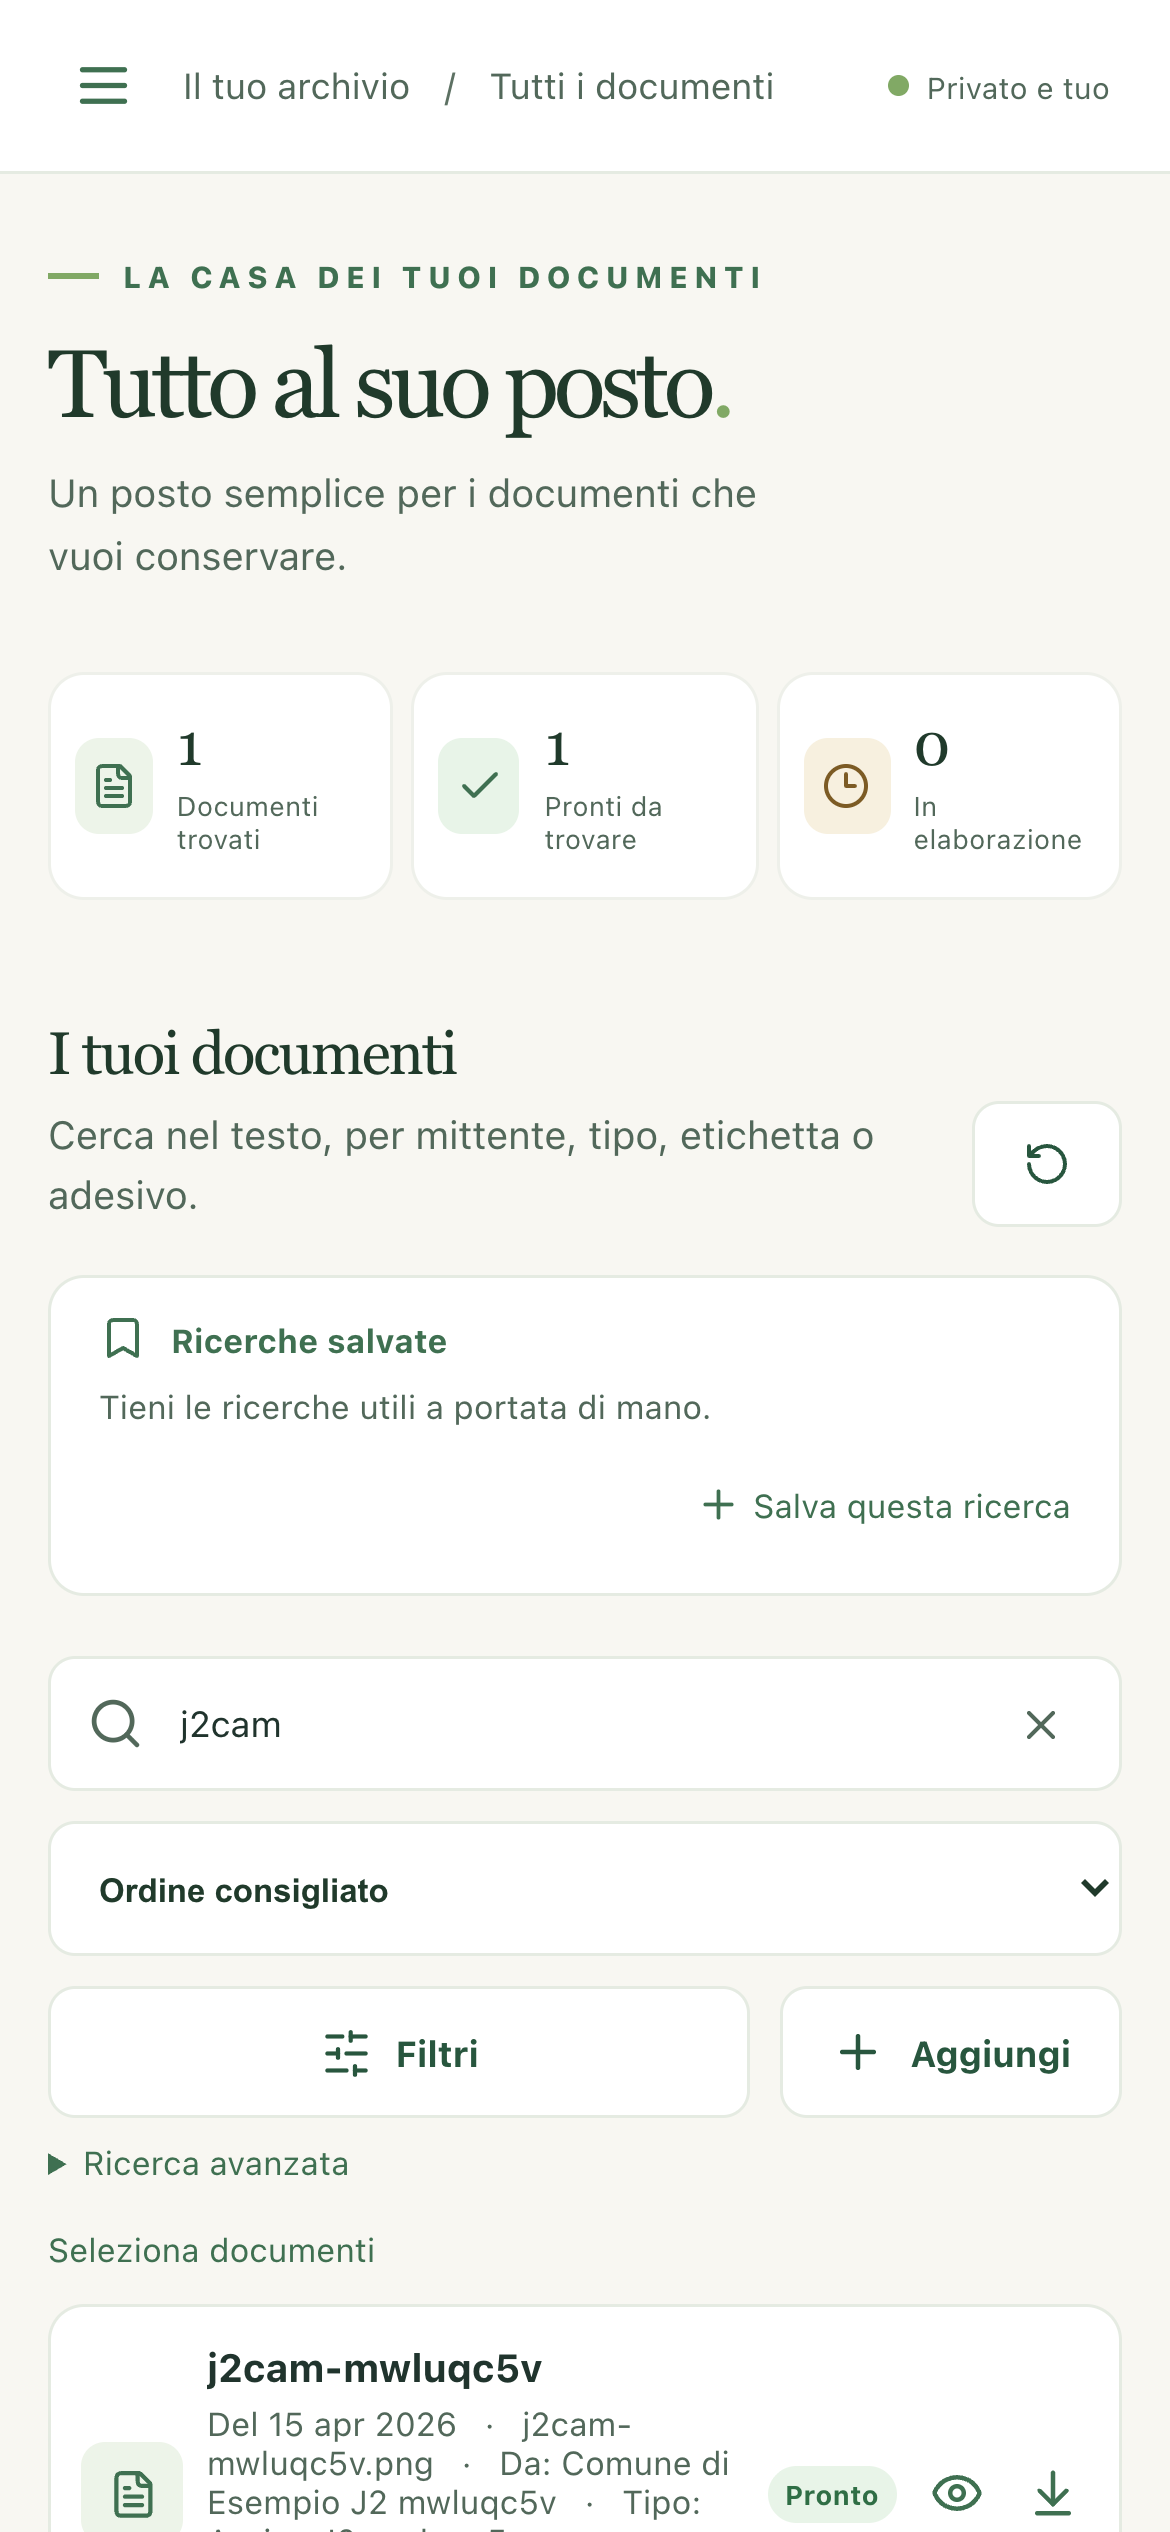 Il tuo archivio / Tutti i documenti
Privato e tuo
LA CASA DEI TUOI DOCUMENTI
Tutto al suo posto.
Un posto semplice per i documenti che
vuoi conservare.
1
Documenti
trovati
1
Pronti da
trovare
0
In
elaborazione
I tuoi documenti
Cerca nel testo, per mittente, tipo, etichetta o
adesivo.
Ricerche salvate
Tieni le ricerche utili a portata di mano.
+ Salva questa ricerca
j2cam
Ordine consigliato
Filtri
+ Aggiungi
Ricerca avanzata
Seleziona documenti
j2cam-mwluqc5v
Del 15 apr 2026 · j2cam-
mwluqc5v.png · Da: Comune di
Esempio J2 mwluqc5v · Tipo:
Pronto